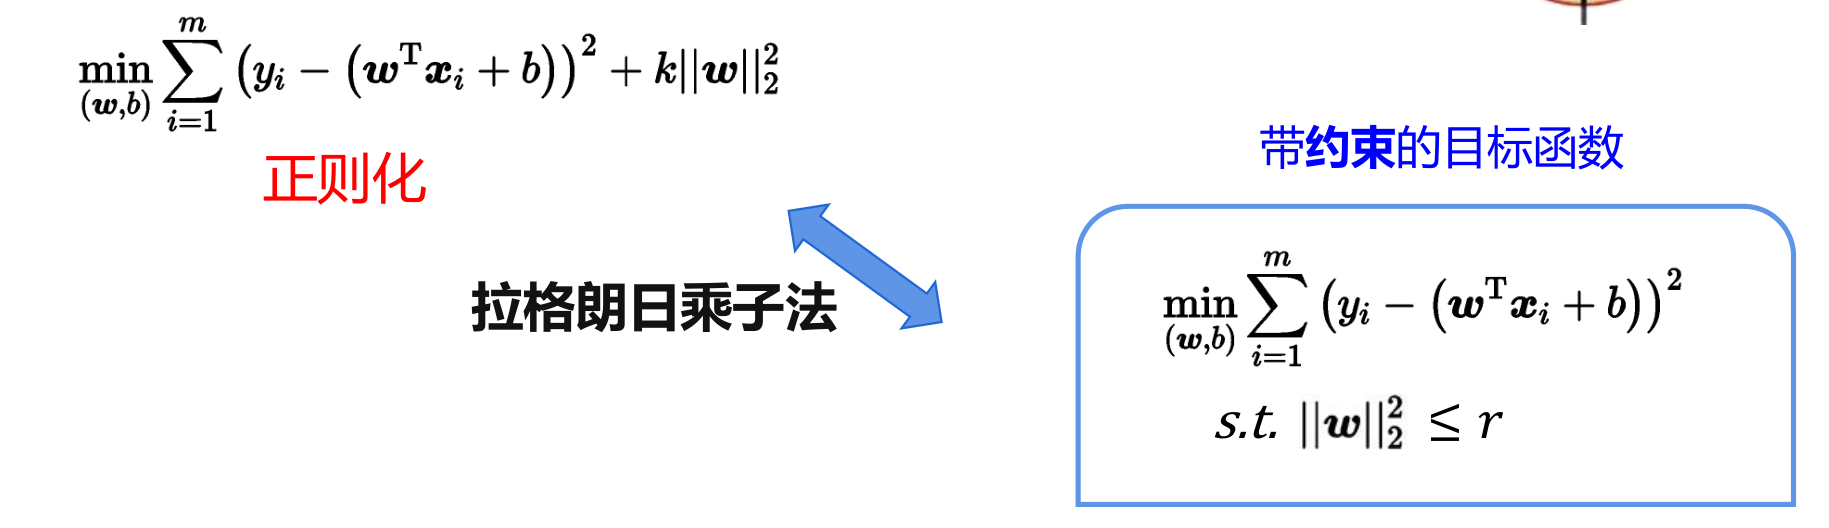 $\min_{(\boldsymbol{w},b)} \sum_{i=1}^{m} \left(y_i - \left(\boldsymbol{w}^{\mathrm{T}} \boldsymbol{x}_i + b\right)\right)^2 + k||\boldsymbol{w}||_2^2$
正则化
带约束的目标函数
拉格朗日乘子法
$\min_{(\boldsymbol{w},b)} \sum_{i=1}^{m} \left(y_i - \left(\boldsymbol{w}^{\mathrm{T}} \boldsymbol{x}_i + b\right)\right)^2$
$s.t. \ ||\boldsymbol{w}||_2^2 \leq r$